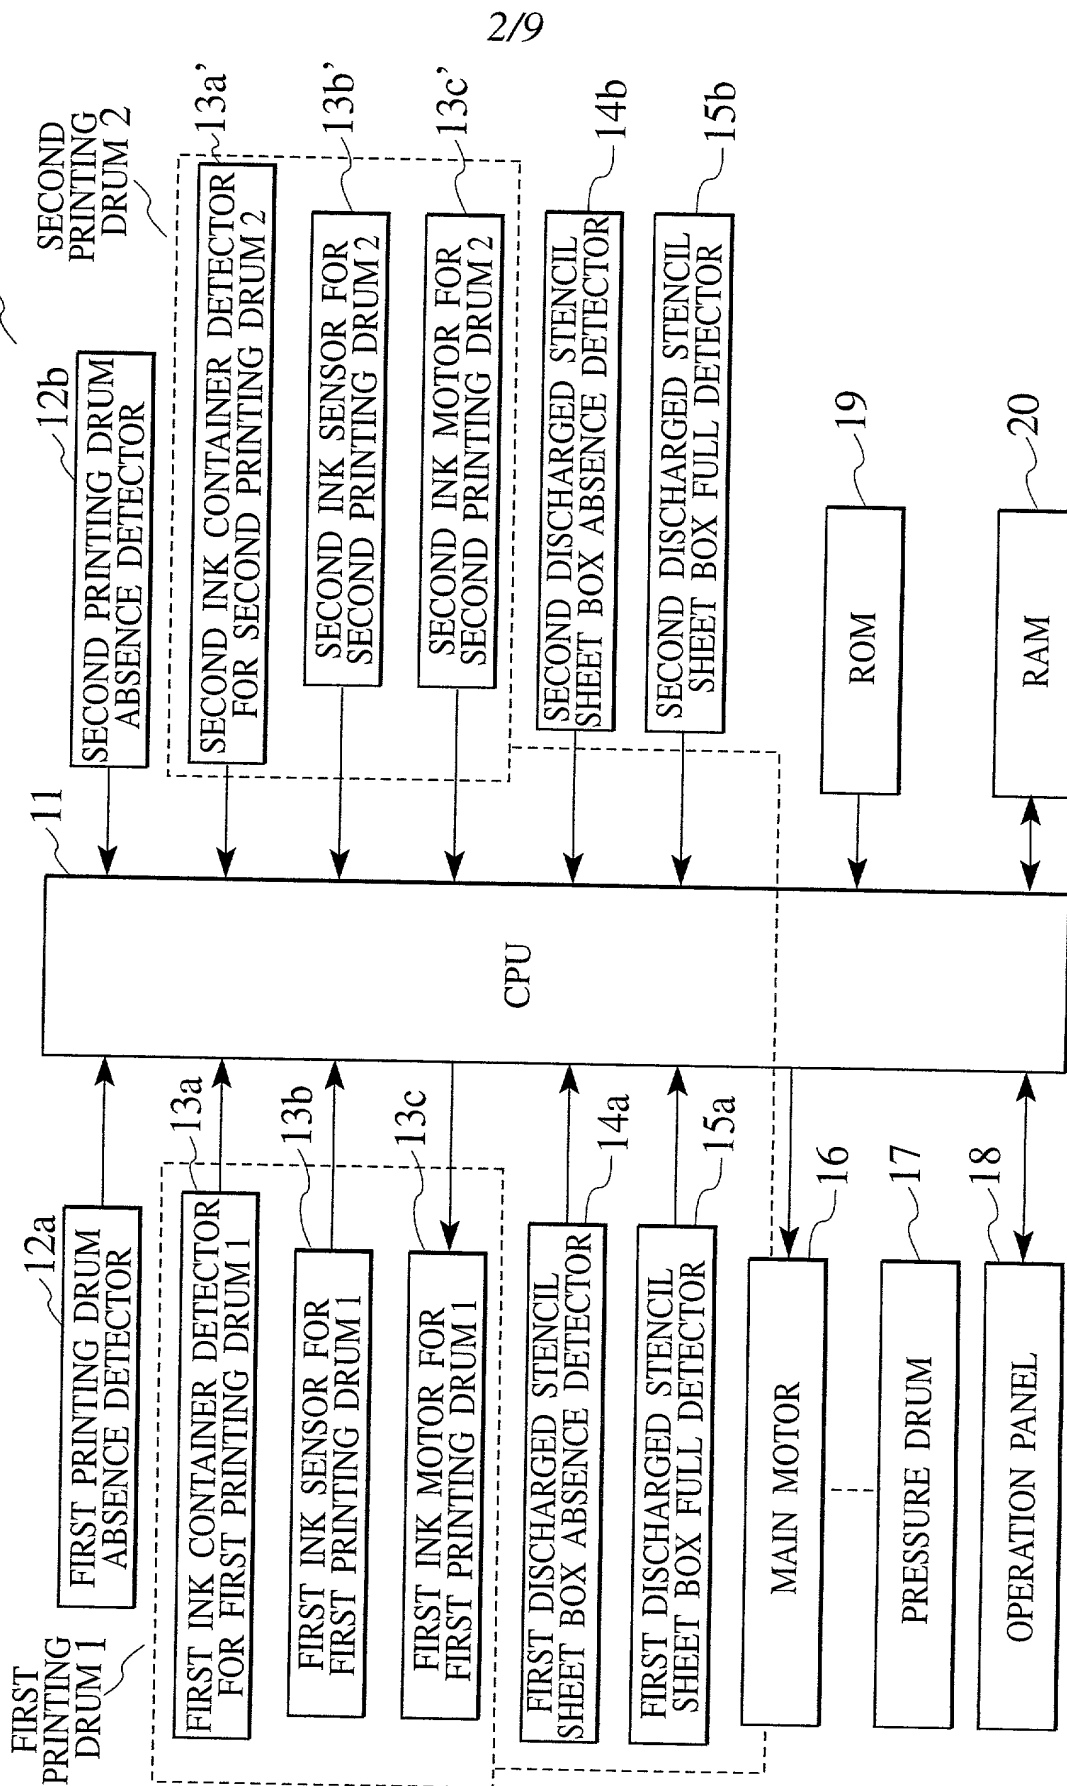 2/9
FIRST
PRINTING
DRUM 1
12a
FIRST PRINTING DRUM
ABSENCE DETECTOR
13a
FIRST INK CONTAINER DETECTOR
FOR FIRST PRINTING DRUM 1
13b
FIRST INK SENSOR FOR
FIRST PRINTING DRUM 1
13c
FIRST INK MOTOR FOR
FIRST PRINTING DRUM 1
FIRST DISCHARGED STENCIL
SHEET BOX ABSENCE DETECTOR
14a
FIRST DISCHARGED STENCIL
SHEET BOX FULL DETECTOR
15a
MAIN MOTOR
16
PRESSURE DRUM
17
OPERATION PANEL
18
11
CPU
SECOND
PRINTING
DRUM 2
12b
SECOND PRINTING DRUM
ABSENCE DETECTOR
13a'
SECOND INK CONTAINER DETECTOR
FOR SECOND PRINTING DRUM 2
13b'
SECOND INK SENSOR FOR
SECOND PRINTING DRUM 2
13c'
SECOND INK MOTOR FOR
SECOND PRINTING DRUM 2
14b
SECOND DISCHARGED STENCIL
SHEET BOX ABSENCE DETECTOR
15b
SECOND DISCHARGED STENCIL
SHEET BOX FULL DETECTOR
19
ROM
20
RAM